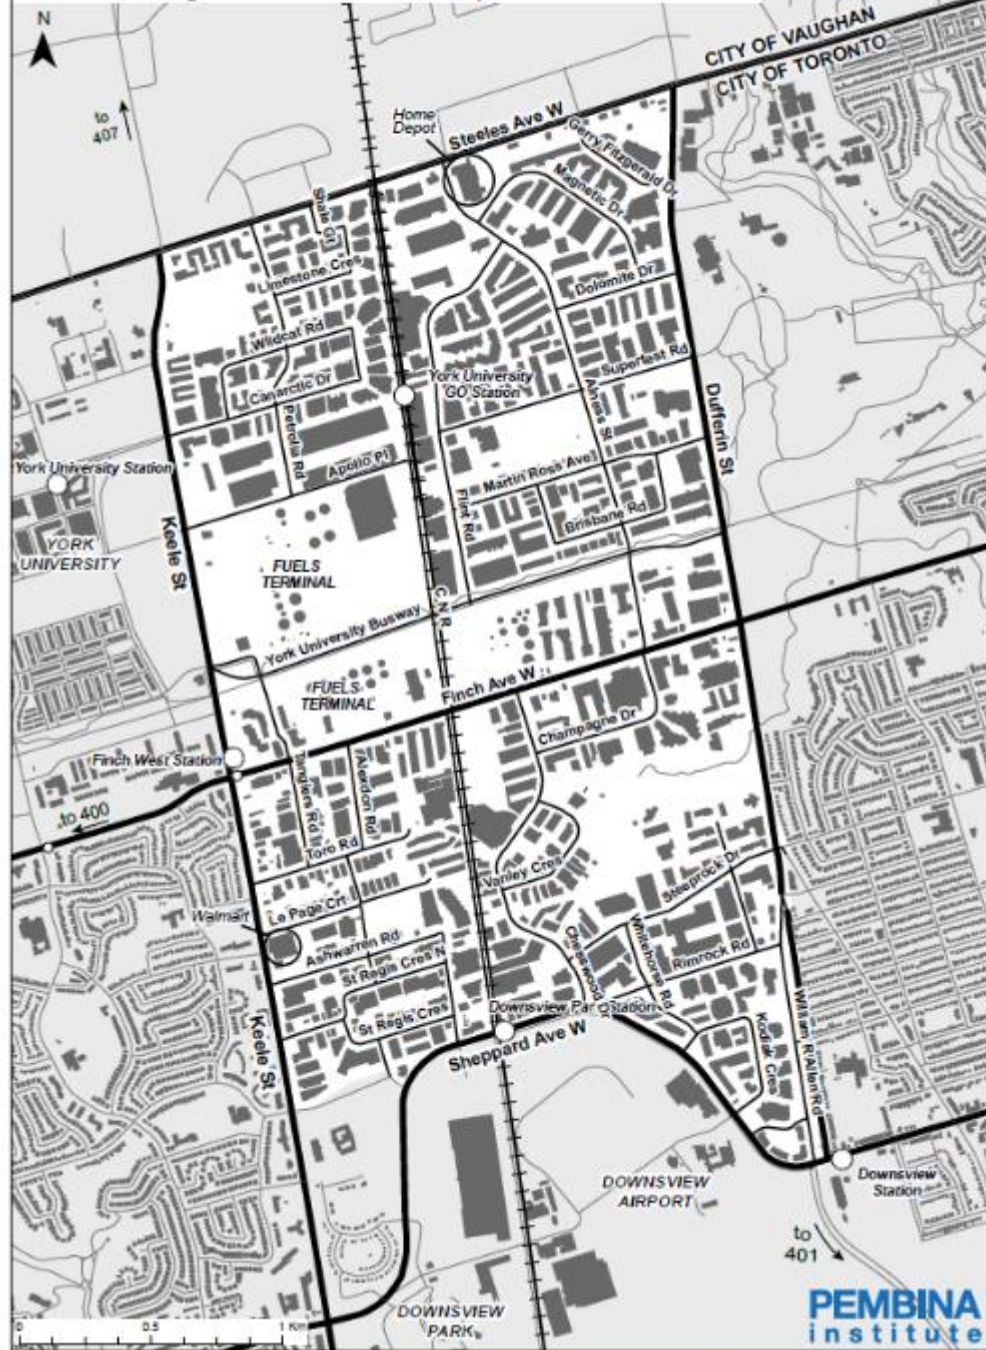 N
CITY OF VAUGHAN
CITY OF TORONTO
to
407
Home
Depot
Steeles Ave W
Gerry Fitzgerald Dr
Magnetic Dr
Shale Crt
Limestone Cres
Dolomite Dr
Wildcat Rd
Superfest Rd
York University
GO Station
Canarctic Dr
Petrolia Rd
Alness St
Dufferin St
York University Station
Apollo Pl
Martin Ross Ave
Flint Rd
Brisbane Rd
Keele St
YORK
UNIVERSITY
FUELS
TERMINAL
C N R
York University Busway
FUELS
TERMINAL
Finch Ave W
Champagne Dr
Finch West Station
Tangiers Rd
Alexdon Rd
to 400
Toro Rd
Vanley Cres
Steeprock Dr
Le Page Crt
Walmart
Ashwarren Rd
Chesswood Dr
Whitehorse Rd
Rimrock Rd
St Regis Cres N
St Regis Cres
Downsview Park Station
Keele St
Sheppard Ave W
Kodiak Cres
William R Allen Rd
DOWNSVIEW
AIRPORT
Downsview
Station
to
401
DOWNSVIEW
PARK
0 0.5 1 Km
PEMBINA
institute